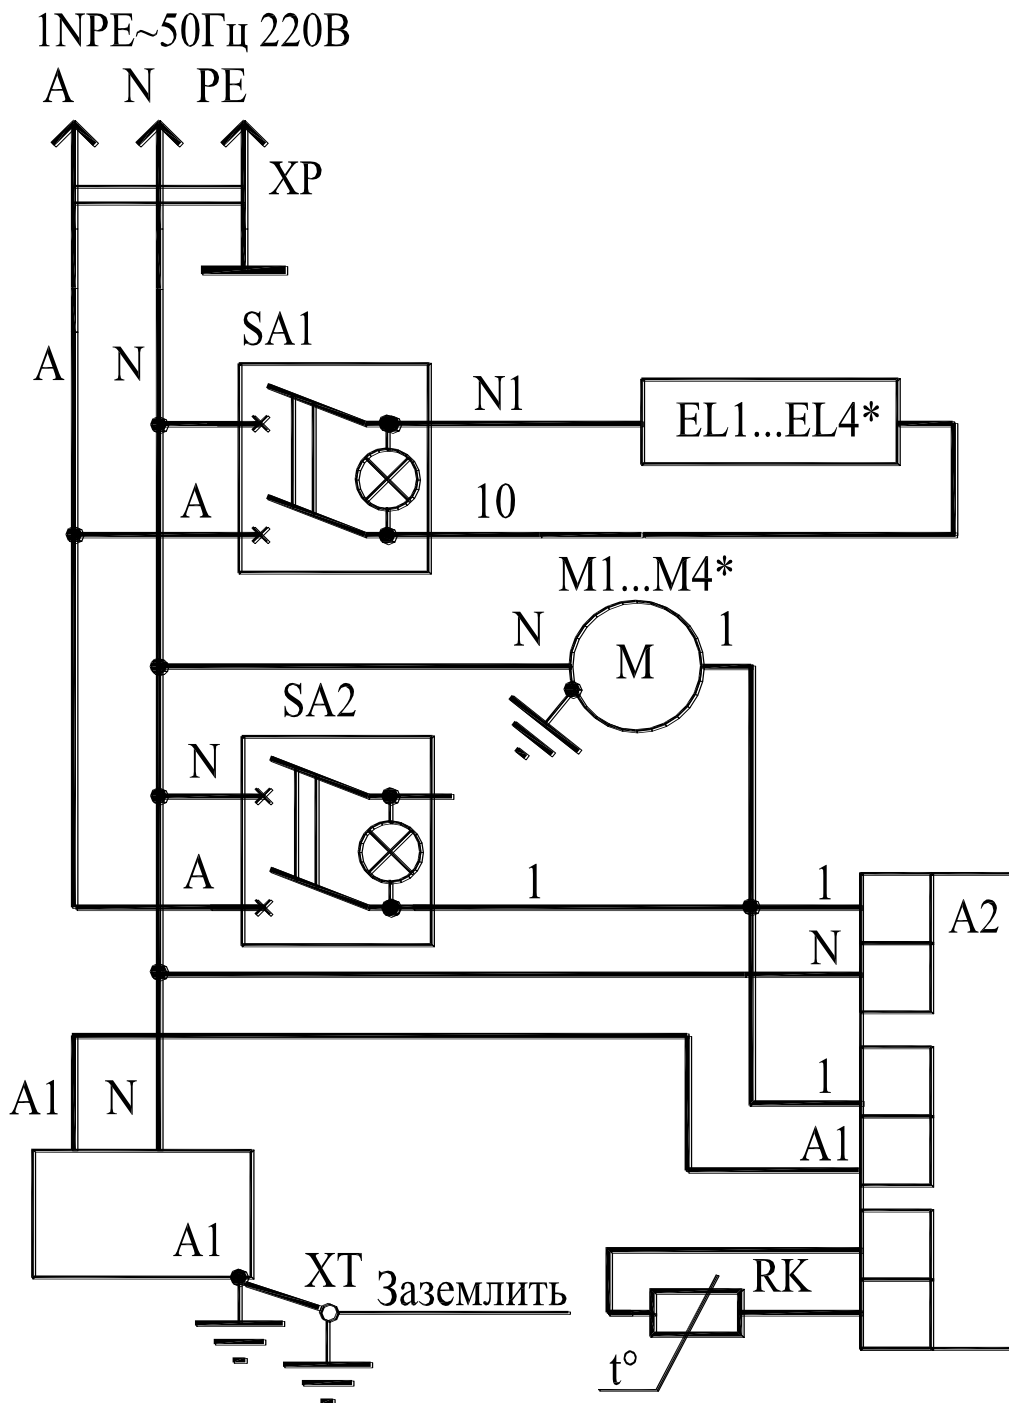 1NPE~50Гц 220В
A N PE
XP
SA1
A N
N1
EL1...EL4*
A
10
M1...M4*
N 1
M
SA2
N
A
1 1
A2
N
A1 N
1
A1
A1
XT
Заземлить
RK
t°